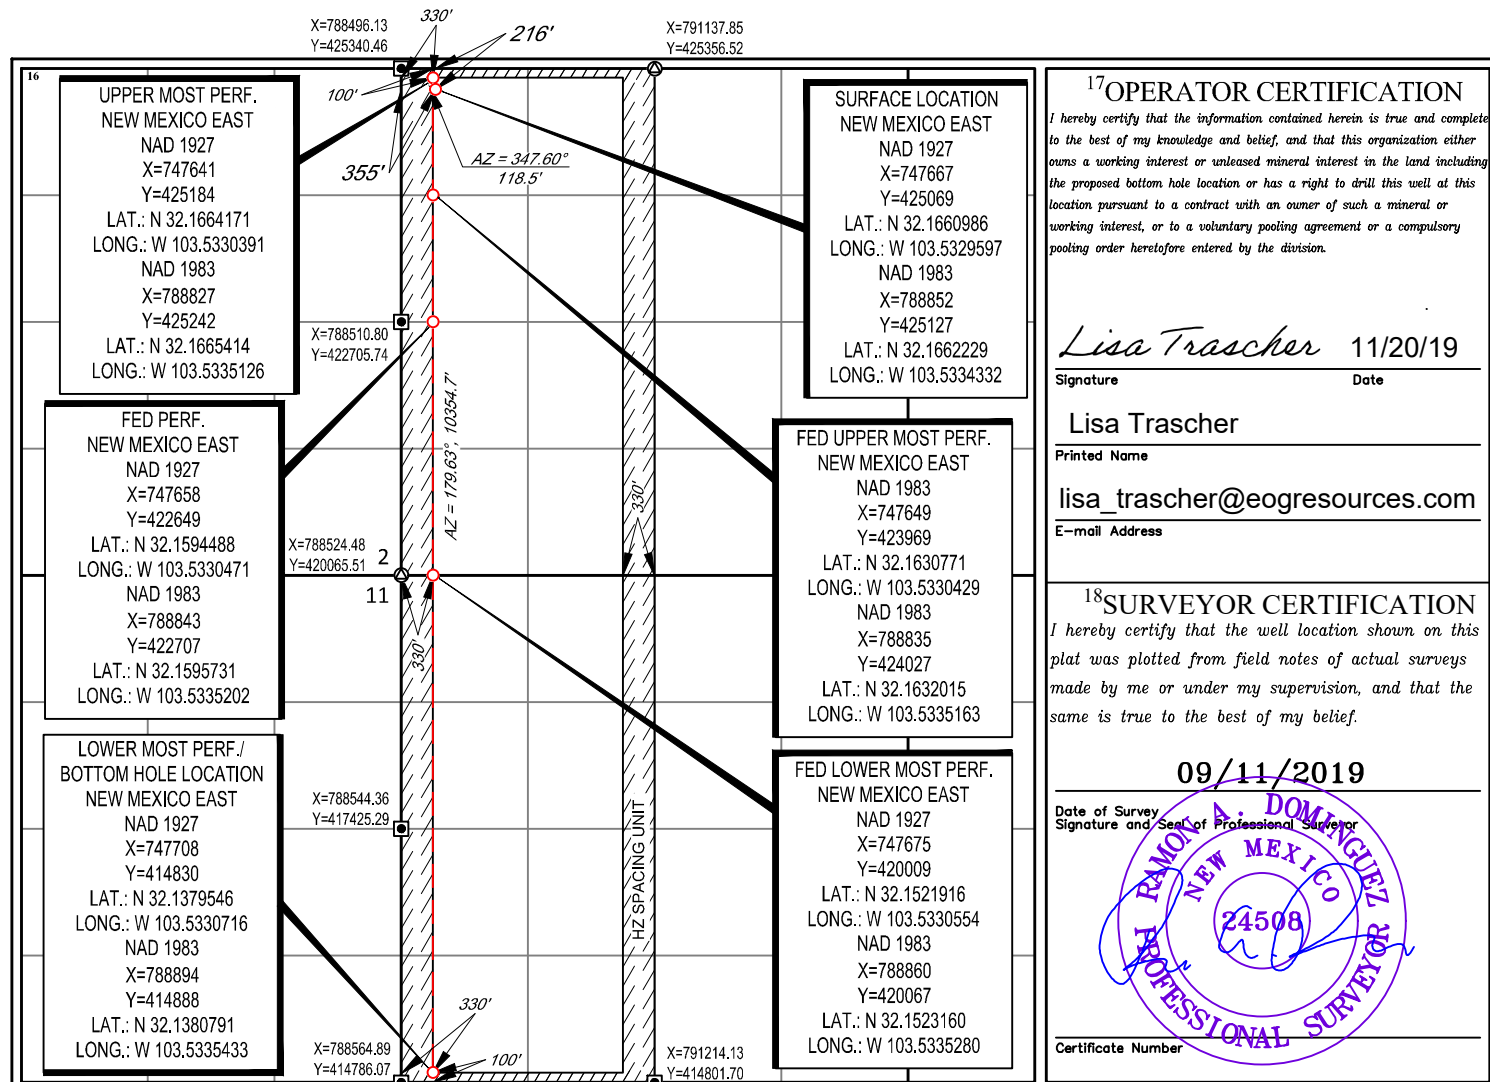 X=788496.13
Y=425340.46
330'
216'
X=791137.85
Y=425356.52
16
UPPER MOST PERF.
NEW MEXICO EAST
NAD 1927
X=747641
Y=425184
LAT.: N 32.1664171
LONG.: W 103.5330391
NAD 1983
X=788827
Y=425242
LAT.: N 32.1665414
LONG.: W 103.5335126
100'
355'
AZ = 347.60°
118.5'
SURFACE LOCATION
NEW MEXICO EAST
NAD 1927
X=747667
Y=425069
LAT.: N 32.1660986
LONG.: W 103.5329597
NAD 1983
X=788852
Y=425127
LAT.: N 32.1662229
LONG.: W 103.5334332
X=788510.80
Y=422705.74
AZ = 179.63°, 10354.7'
FED PERF.
NEW MEXICO EAST
NAD 1927
X=747658
Y=422649
LAT.: N 32.1594488
LONG.: W 103.5330471
NAD 1983
X=788843
Y=422707
LAT.: N 32.1595731
LONG.: W 103.5335202
FED UPPER MOST PERF.
NEW MEXICO EAST
NAD 1983
X=747649
Y=423969
LAT.: N 32.1630771
LONG.: W 103.5330429
NAD 1983
X=788835
Y=424027
LAT.: N 32.1632015
LONG.: W 103.5335163
330'
X=788524.48
Y=420065.51
2
11
330'
LOWER MOST PERF./
BOTTOM HOLE LOCATION
NEW MEXICO EAST
NAD 1927
X=747708
Y=414830
LAT.: N 32.1379546
LONG.: W 103.5330716
NAD 1983
X=788894
Y=414888
LAT.: N 32.1380791
LONG.: W 103.5335433
X=788544.36
Y=417425.29
HZ SPACING UNIT
FED LOWER MOST PERF.
NEW MEXICO EAST
NAD 1927
X=747675
Y=420009
LAT.: N 32.1521916
LONG.: W 103.5330554
NAD 1983
X=788860
Y=420067
LAT.: N 32.1523160
LONG.: W 103.5335280
330'
100'
X=788564.89
Y=414786.07
X=791214.13
Y=414801.70
17OPERATOR CERTIFICATION
I hereby certify that the information contained herein is true and complete
to the best of my knowledge and belief, and that this organization either
owns a working interest or unleased mineral interest in the land including
the proposed bottom hole location or has a right to drill this well at this
location pursuant to a contract with an owner of such a mineral or
working interest, or to a voluntary pooling agreement or a compulsory
pooling order heretofore entered by the division.
Lisa Trascher 11/20/19
Signature Date
Lisa Trascher
Printed Name
lisa_trascher@eogresources.com
E-mail Address
18SURVEYOR CERTIFICATION
I hereby certify that the well location shown on this
plat was plotted from field notes of actual surveys
made by me or under my supervision, and that the
same is true to the best of my belief.
09/11/2019
Date of Survey
Signature and Seal of Professional Surveyor
RAMON A. DOMINGUEZ
NEW MEXICO
24508
PROFESSIONAL SURVEYOR
Certificate Number